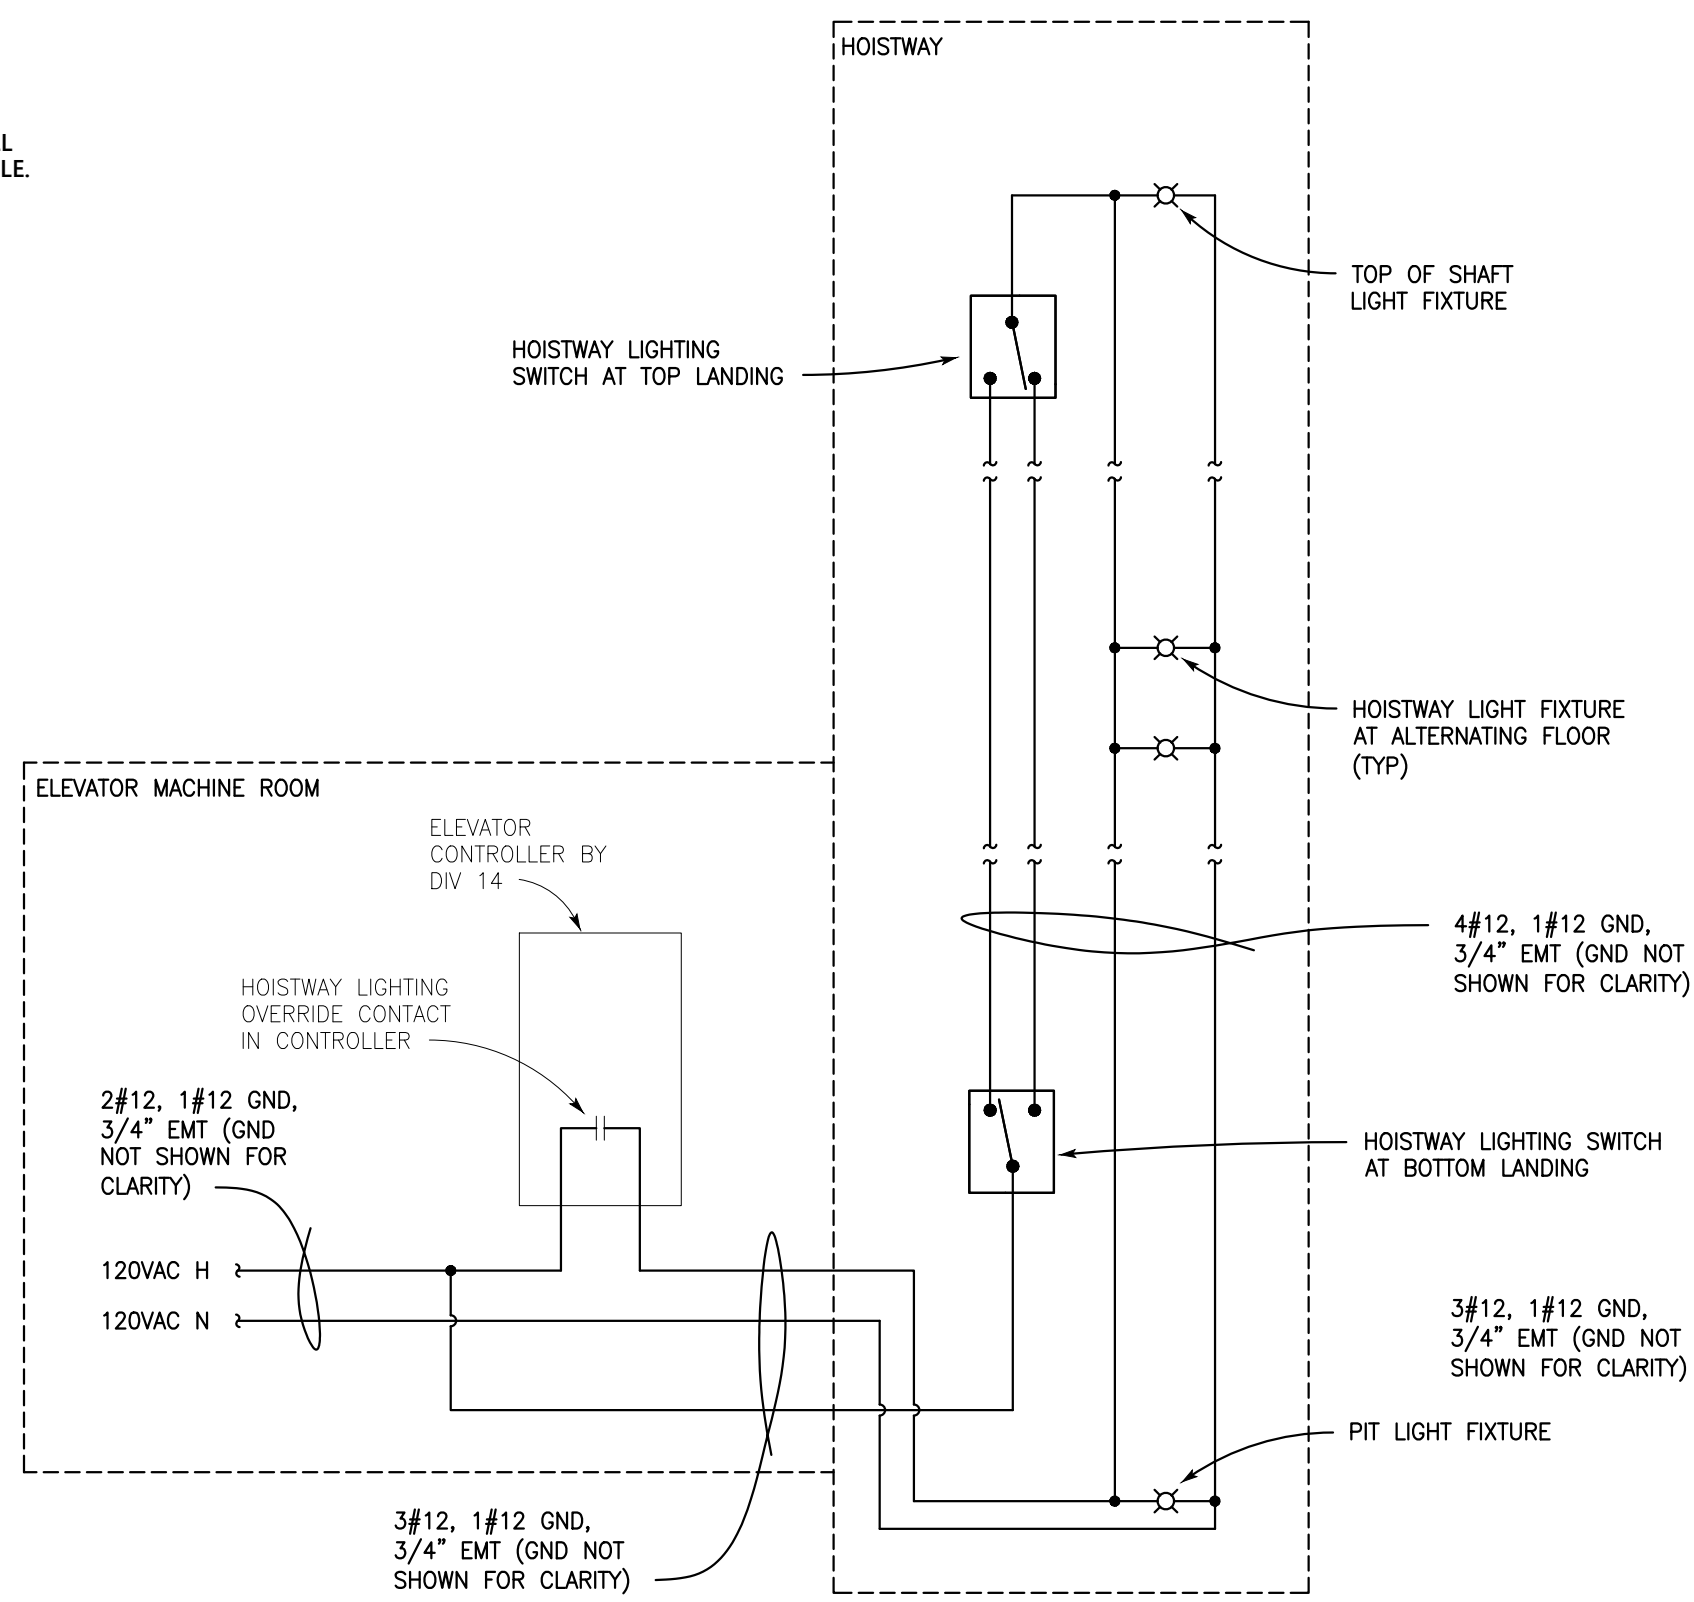 HOISTWAY
LE.
TOP OF SHAFT
LIGHT FIXTURE
HOISTWAY LIGHTING
SWITCH AT TOP LANDING
HOISTWAY LIGHT FIXTURE
AT ALTERNATING FLOOR
(TYP)
ELEVATOR MACHINE ROOM
ELEVATOR
CONTROLLER BY
DIV 14
4#12, 1#12 GND,
3/4" EMT (GND NOT
SHOWN FOR CLARITY)
HOISTWAY LIGHTING
OVERRIDE CONTACT
IN CONTROLLER
2#12, 1#12 GND,
3/4" EMT (GND
NOT SHOWN FOR
CLARITY)
HOISTWAY LIGHTING SWITCH
AT BOTTOM LANDING
120VAC H
120VAC N
3#12, 1#12 GND,
3/4" EMT (GND NOT
SHOWN FOR CLARITY)
PIT LIGHT FIXTURE
3#12, 1#12 GND,
3/4" EMT (GND NOT
SHOWN FOR CLARITY)